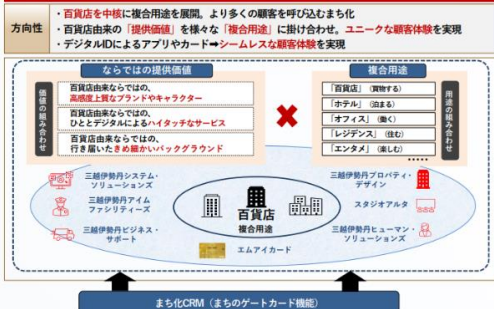 方向性
・百貨店を中核に複合用途を展開。より多くの顧客を呼び込むまち化
・百貨店由来の「提供価値」を様々な「複合用途」に掛け合わせ。ユニークな顧客体験を実現
・デジタルIDによるアプリやカード➡シームレスな顧客体験を実現
ならではの提供価値
価値の組み合わせ
百貨店由来ならではの、
高感度上質なブランドやキャラクター
百貨店由来ならではの、
ひととデジタルによるハイタッチなサービス
百貨店由来ならではの、
行き届いたきめ細かいバックグラウンド
複合用途
「百貨店」（買物する）
「ホテル」（泊まる）
「オフィス」（働く）
「レジデンス」（住む）
「エンタメ」（楽しむ）
•••••
用途の組み合わせ
三越伊勢丹システム・
ソリューションズ
三越伊勢丹アイム
ファシリティーズ
三越伊勢丹ビジネス・
サポート
百貨店
複合用途
エムアイカード
三越伊勢丹プロパティ・
デザイン
スタジオアルタ
三越伊勢丹ヒューマン・
ソリューションズ
まち化CRM（まちのゲートカード機能）